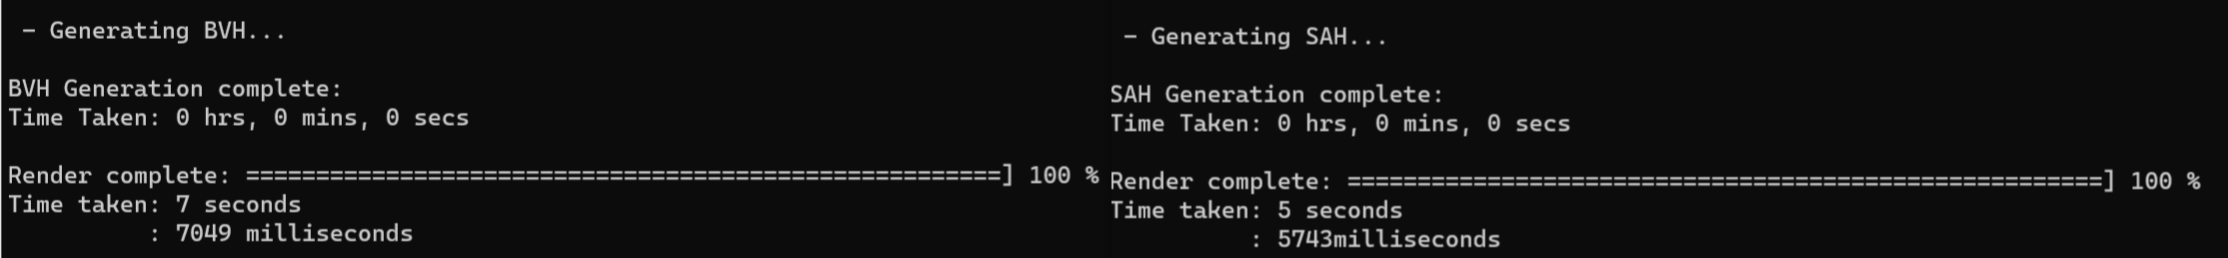 - Generating BVH...
BVH Generation complete:
Time Taken: 0 hrs, 0 mins, 0 secs
Render complete: ======================================================] 100 %
Time taken: 7 seconds
: 7049 milliseconds
- Generating SAH...
SAH Generation complete:
Time Taken: 0 hrs, 0 mins, 0 secs
Render complete: ======================================================] 100 %
Time taken: 5 seconds
: 5743milliseconds